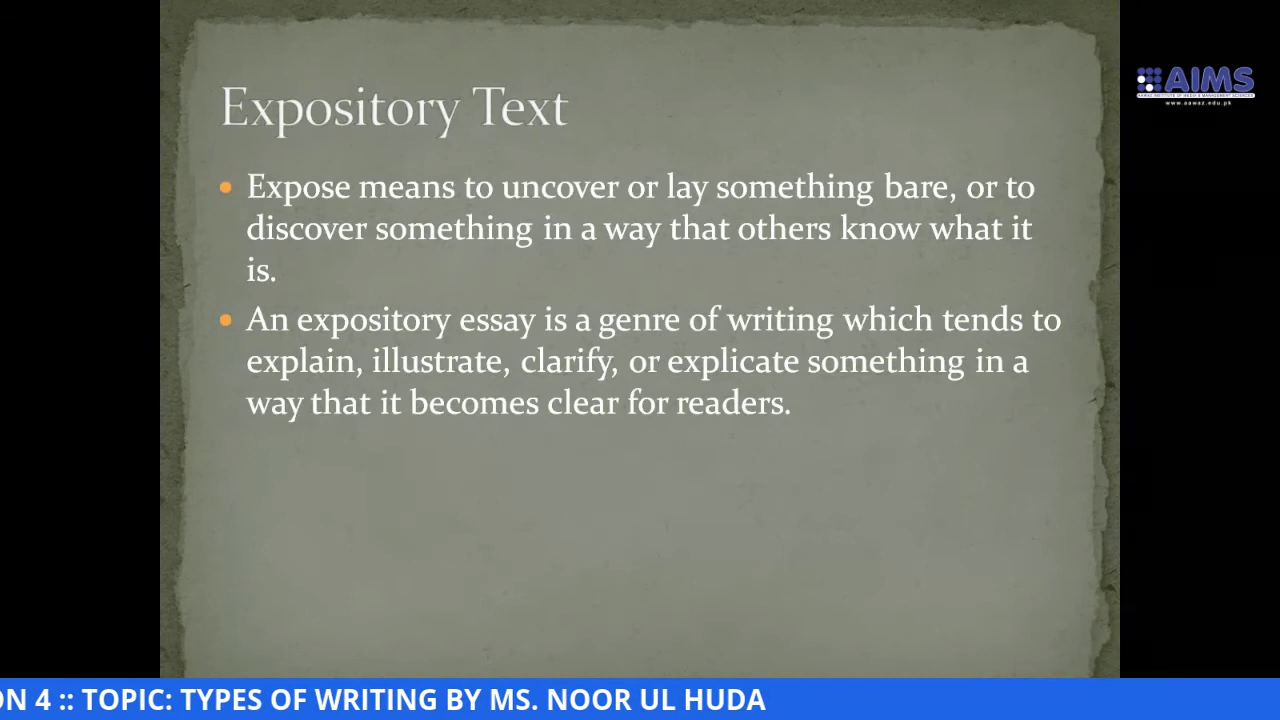 AIMS
www.aawaz.edu.pk
Expository Text
Expose means to uncover or lay something bare, or to
discover something in a way that others know what it
is.
An expository essay is a genre of writing which tends to
explain, illustrate, clarify, or explicate something in a
way that it becomes clear for readers.
ON 4 :: TOPIC: TYPES OF WRITING BY MS. NOOR UL HUDA